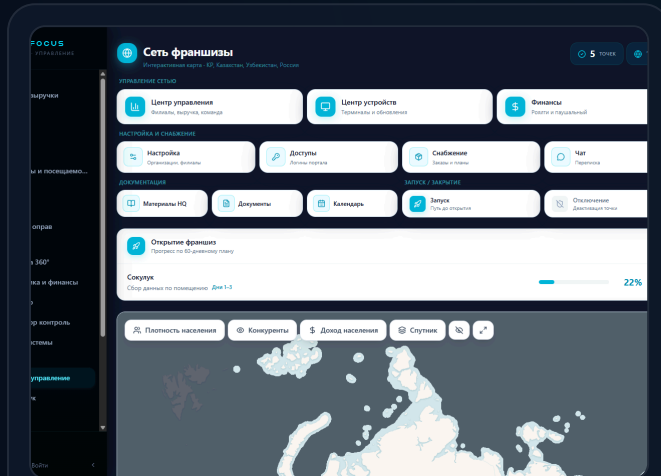 FOCUS
УПРАВЛЕНИЕ
Сеть франшизы
Интерактивная карта · КР, Казахстан, Узбекистан, Россия
5 ТОЧЕК
УПРАВЛЕНИЕ СЕТЬЮ
Центр управления
Филиалы, выручка, команда
Центр устройств
Терминалы и обновления
Финансы
Роялти и паушальный
НАСТРОЙКА И СНАБЖЕНИЕ
Настройка
Организации, филиалы
Доступы
Логины портала
Снабжение
Заказы и планы
Чат
Переписка
ДОКУМЕНТАЦИЯ
ЗАПУСК / ЗАКРЫТИЕ
Материалы HQ
Документы
Календарь
Запуск
Путь до открытия
Отключение
Деактивация точки
Открытие франшиз
Прогресс по 60-дневному плану
Сокулук
Сбор данных по помещению Дни 1–3
22%
Плотность населения
Конкуренты
Доход населения
Спутник
выручки
ы и посещаемо...
оправ
а 360°
ика и финансы
ор контроль
истемы
управление
Войти